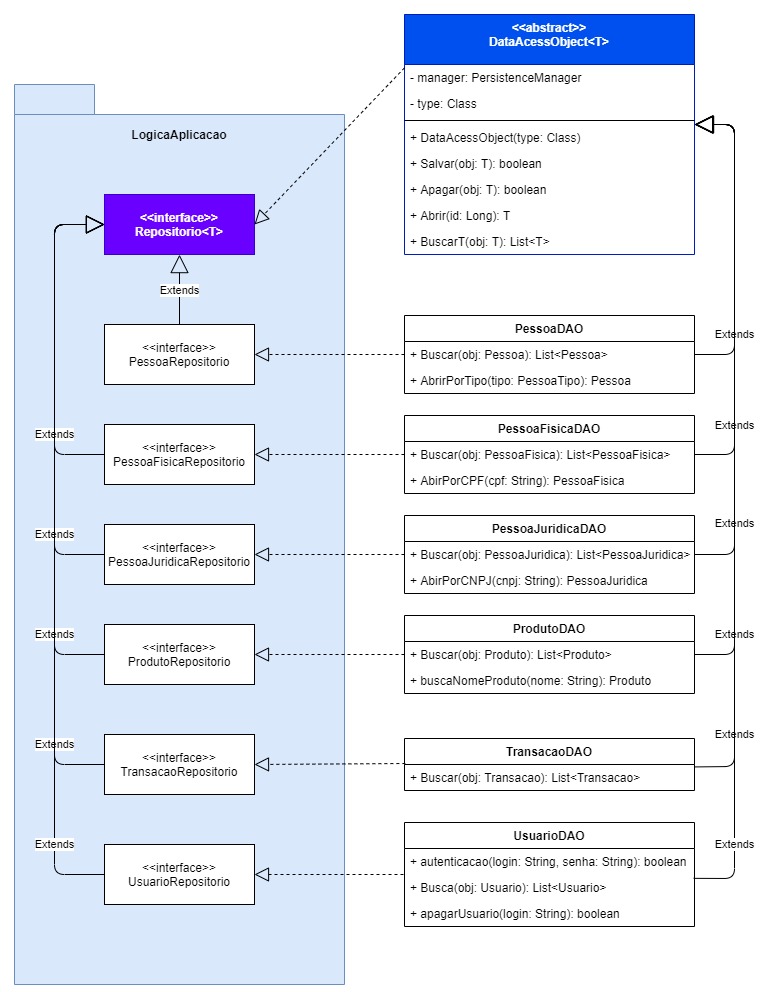 <<abstract>>
DataAcessObject<T>
- manager: PersistenceManager
- type: Class
+ DataAcessObject(type: Class)
+ Salvar(obj: T): boolean
+ Apagar(obj: T): boolean
+ Abrir(id: Long): T
+ BuscarT(obj: T): List<T>
LogicaAplicacao
<<interface>>
Repositorio<T>
Extends
<<interface>>
PessoaRepositorio
PessoaDAO
+ Buscar(obj: Pessoa): List<Pessoa>
+ AbrirPorTipo(tipo: PessoaTipo): Pessoa
Extends
Extends
<<interface>>
PessoaFisicaRepositorio
PessoaFisicaDAO
+ Buscar(obj: PessoaFisica): List<PessoaFisica>
+ AbirPorCPF(cpf: String): PessoaFisica
Extends
Extends
<<interface>>
PessoaJuridicaRepositorio
PessoaJuridicaDAO
+ Buscar(obj: PessoaJuridica): List<PessoaJuridica>
+ AbirPorCNPJ(cnpj: String): PessoaJuridica
Extends
Extends
<<interface>>
ProdutoRepositorio
ProdutoDAO
+ Buscar(obj: Produto): List<Produto>
+ buscaNomeProduto(nome: String): Produto
Extends
Extends
<<interface>>
TransacaoRepositorio
TransacaoDAO
+ Buscar(obj: Transacao): List<Transacao>
Extends
Extends
<<interface>>
UsuarioRepositorio
UsuarioDAO
+ autenticacao(login: String, senha: String): boolean
+ Busca(obj: Usuario): List<Usuario>
+ apagarUsuario(login: String): boolean
Extends